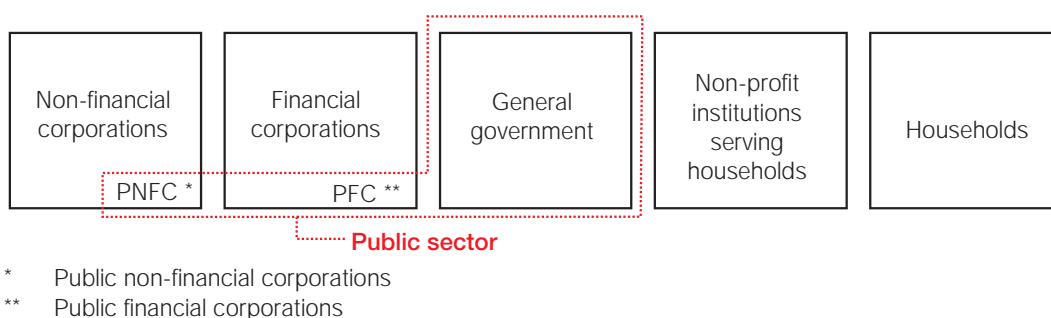 Non-financial
corporations
PNFC *
Financial
corporations
PFC **
General
government
Non-profit
institutions
serving
households
Households
Public sector
* Public non-financial corporations
** Public financial corporations